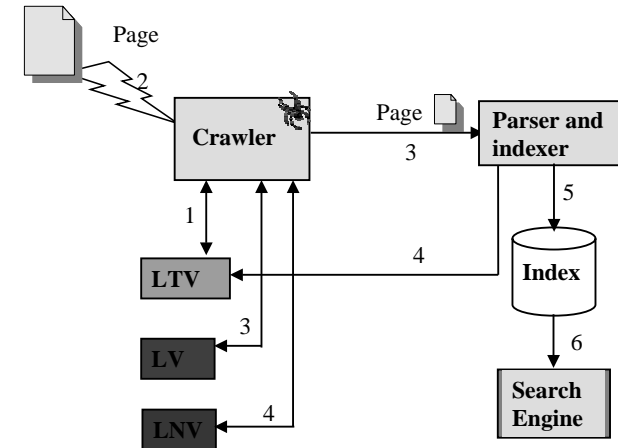 Page
2
Crawler
Page
3
Parser and
indexer
1
5
4
LTV
Index
3
LV
6
4
LNV
Search
Engine